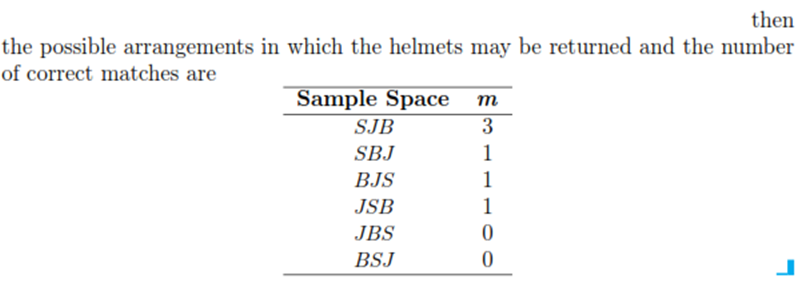 then
the possible arrangements in which the helmets may be returned and the number
of correct matches are
Sample Space m
SJB 3
SBJ 1
BJS 1
JSB 1
JBS 0
BSJ 0